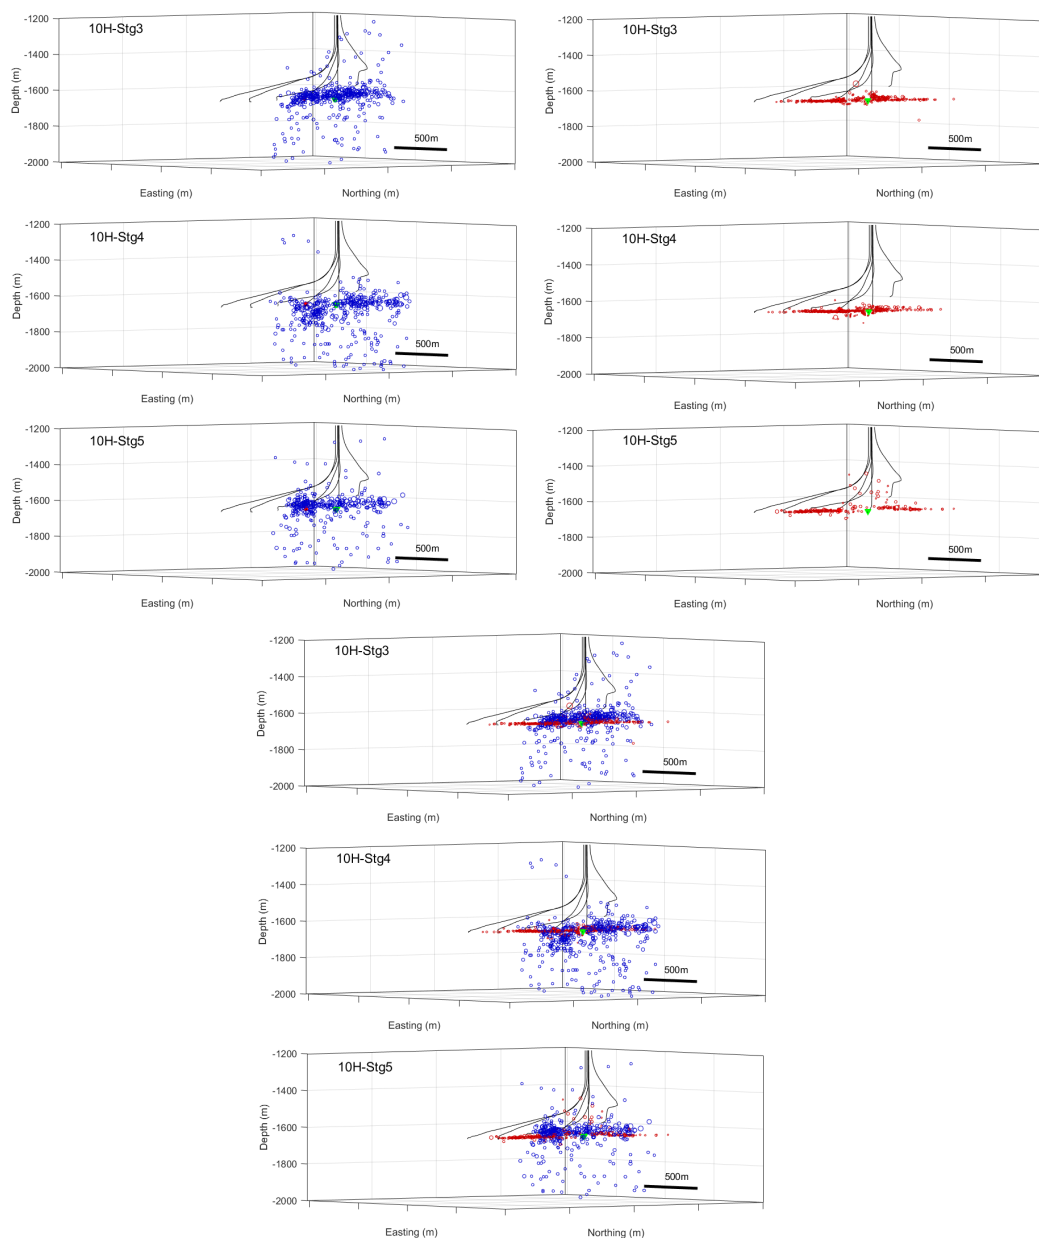 10H-Stg3
-1200
-1400
-1600
-1800
-2000
Depth (m)
500m
Easting (m)
Northing (m)
10H-Stg3
-1200
-1400
-1600
-1800
-2000
Depth (m)
500m
Easting (m)
Northing (m)
10H-Stg4
-1200
-1400
-1600
-1800
-2000
Depth (m)
500m
Easting (m)
Northing (m)
10H-Stg4
-1200
-1400
-1600
-1800
-2000
Depth (m)
500m
Easting (m)
Northing (m)
10H-Stg5
-1200
-1400
-1600
-1800
-2000
Depth (m)
500m
Easting (m)
Northing (m)
10H-Stg5
-1200
-1400
-1600
-1800
-2000
Depth (m)
500m
Easting (m)
Northing (m)
10H-Stg3
-1200
-1400
-1600
-1800
-2000
Depth (m)
500m
Easting (m)
Northing (m)
10H-Stg4
-1200
-1400
-1600
-1800
-2000
Depth (m)
500m
Easting (m)
Northing (m)
10H-Stg5
-1200
-1400
-1600
-1800
-2000
Depth (m)
500m
Easting (m)
Northing (m)